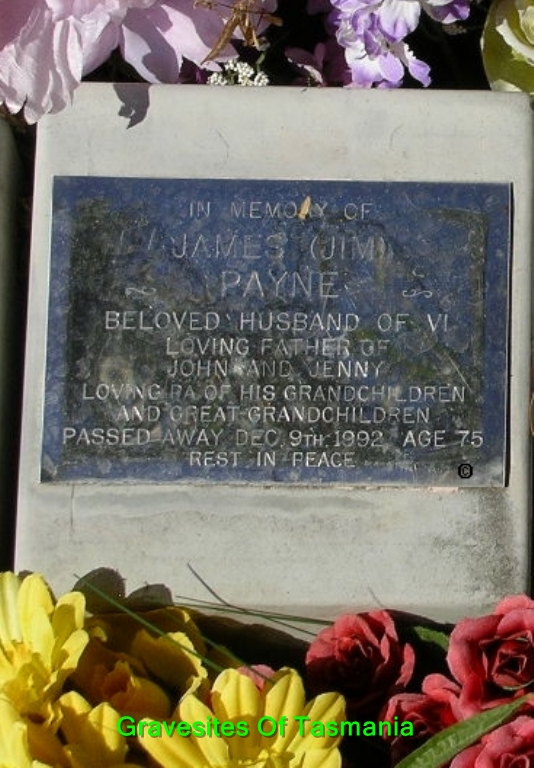 IN MEMORY OF
JAMES (JIM)
PAYNE
BELOVED HUSBAND OF VI
LOVING FATHER OF
JOHN AND JENNY
LOVING PA OF HIS GRANDCHILDREN
AND GREAT-GRANDCHILDREN
PASSED AWAY DEC. 9TH 1992 AGE 75
REST IN PEACE
©
Gravesites Of Tasmania